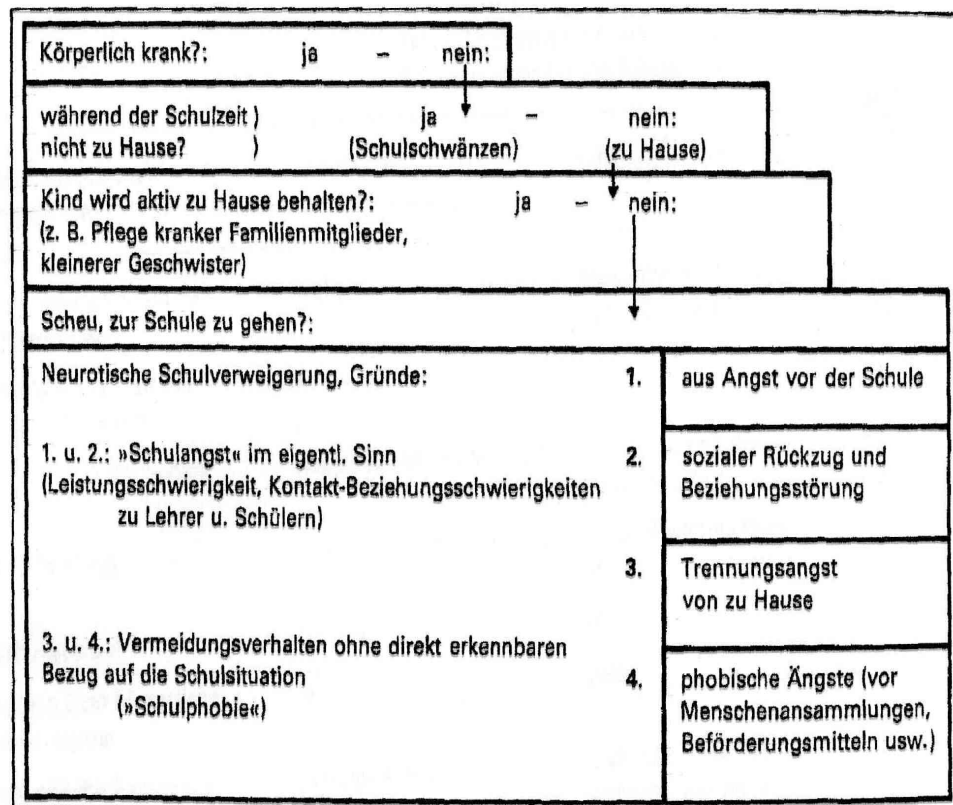 Körperlich krank?: ja – nein:
während der Schulzeit ) ja – nein:
nicht zu Hause? ) (Schulschwänzen) (zu Hause)
Kind wird aktiv zu Hause behalten?: ja – nein:
(z. B. Pflege kranker Familienmitglieder,
kleinerer Geschwister)
Scheu, zur Schule zu gehen?:
Neurotische Schulverweigerung, Gründe: 1. aus Angst vor der Schule
1. u. 2.: »Schulangst« im eigentl. Sinn 2. sozialer Rückzug und
(Leistungsschwierigkeit, Kontakt-Beziehungsschwierigkeiten Beziehungsstörung
zu Lehrer u. Schülern)
3. Trennungsangst
von zu Hause
3. u. 4.: Vermeidungsverhalten ohne direkt erkennbaren
Bezug auf die Schulsituation 4. phobische Ängste (vor
(»Schulphobie«) Menschenansammlungen,
Beförderungsmitteln usw.)